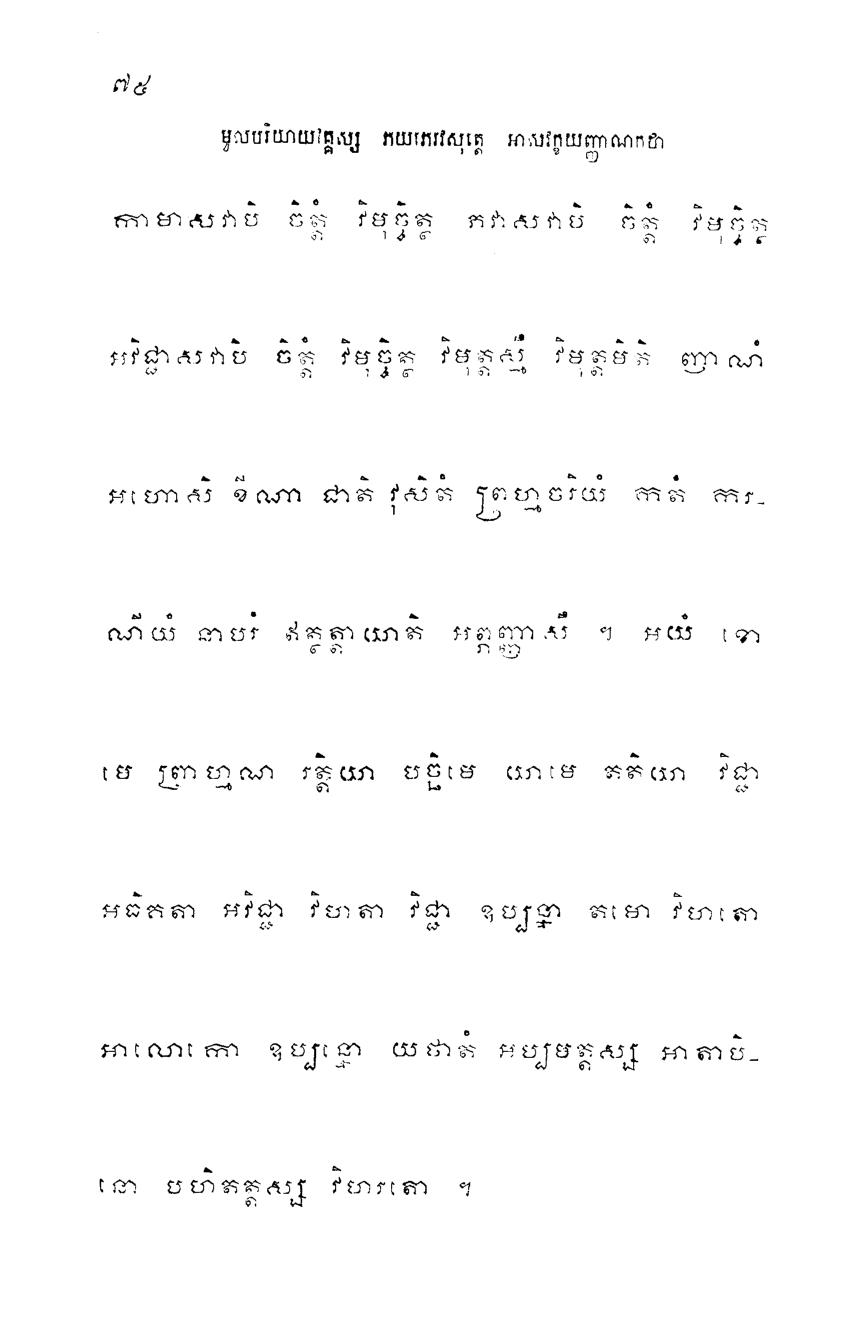 ៧៥
មូលបរិយាយវគ្គស្ស ភយភេរវសុត្តេ អាសវក្ខយញ្ញាណកថា
កាមាសវាបិ ចិត្តំ វិមុច្ចិត្ថ ភវាសវាបិ ចិត្តំ វិមុច្ចិត្ថ
អវិជ្ជាសវាបិ ចិត្តំ វិមុច្ចិត្ថ វិមុត្តស្មឹ វិមុត្តមិតិ ញាណំ
អហោសិ ខីណា ជាតិ វុសិតំ ព្រហ្មចរិយំ កតំ ករ-
ណីយំ នាបរំ ឥត្ថត្តាយាតិ អព្ភញ្ញាសឹ ។ អយំ ខោ
មេ ព្រាហ្មណ រត្តិយា បច្ឆិមេ យាមេ តតិយា វិជ្ជា
អធិគតា អវិជ្ជា វិហតា វិជ្ជា ឧប្បន្នា តមោ វិហតោ
អាលោកោ ឧប្បន្នោ យថាតំ អប្បមត្តស្ស អាតាបិ-
នោ បហិតត្តស្ស វិហរតោ ។